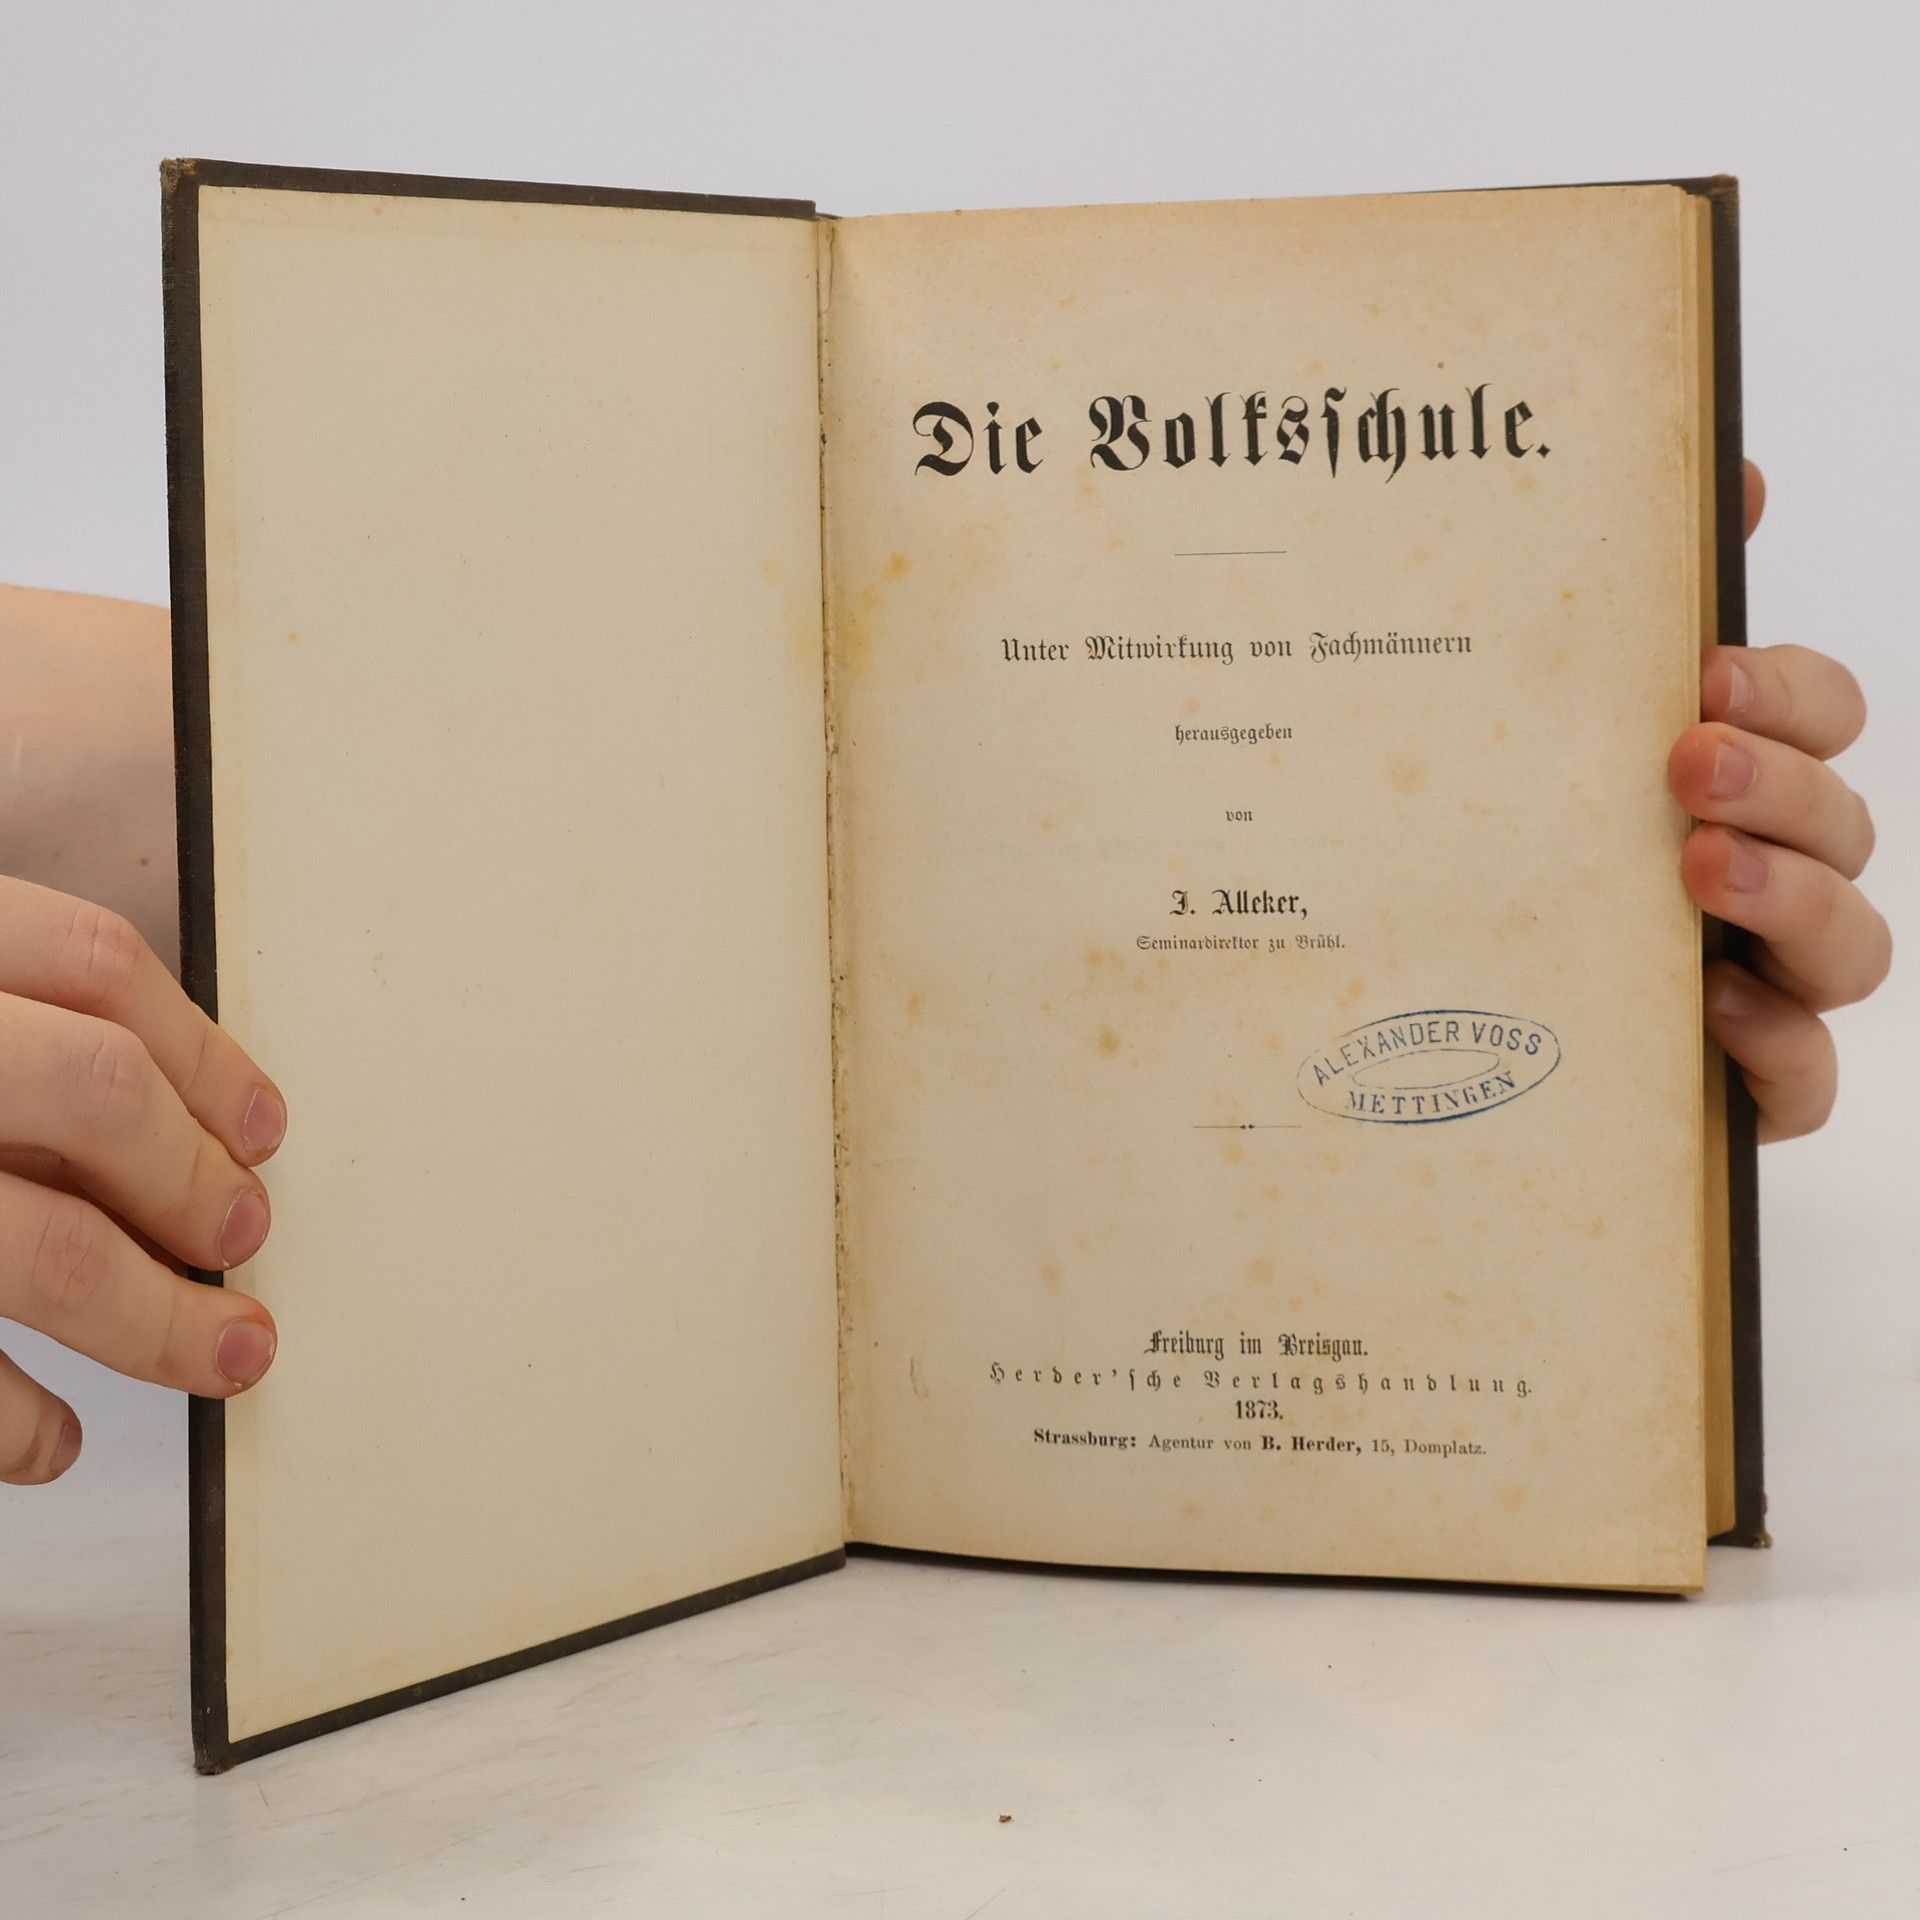 Die Volksſchule.
Unter Mitwirkung von Fachmännern
herausgegeben
von
J. Alleker,
Seminardirektor zu Brühl.
ALEXANDER VOSS
METTINGEN
Freiburg im Breisgau.
Herder'ſche Verlagshandlung.
1873.
Strassburg: Agentur von B. Herder, 15, Domplatz.